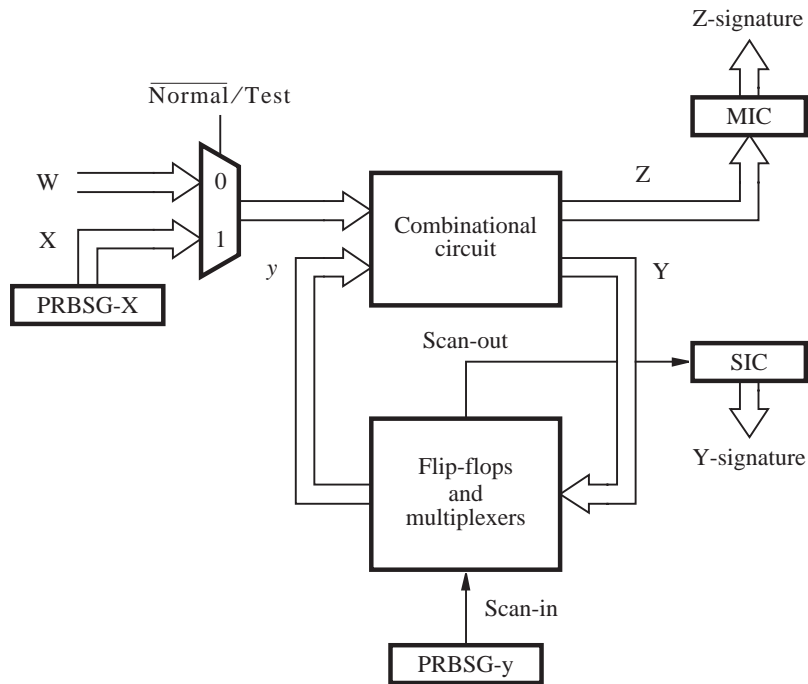 Z-signature
MIC
Normal/Test
W
0
Z
X
1
Combinational
circuit
y
Y
PRBSG-X
Scan-out
SIC
Flip-flops
and
multiplexers
Y-signature
Scan-in
PRBSG-y